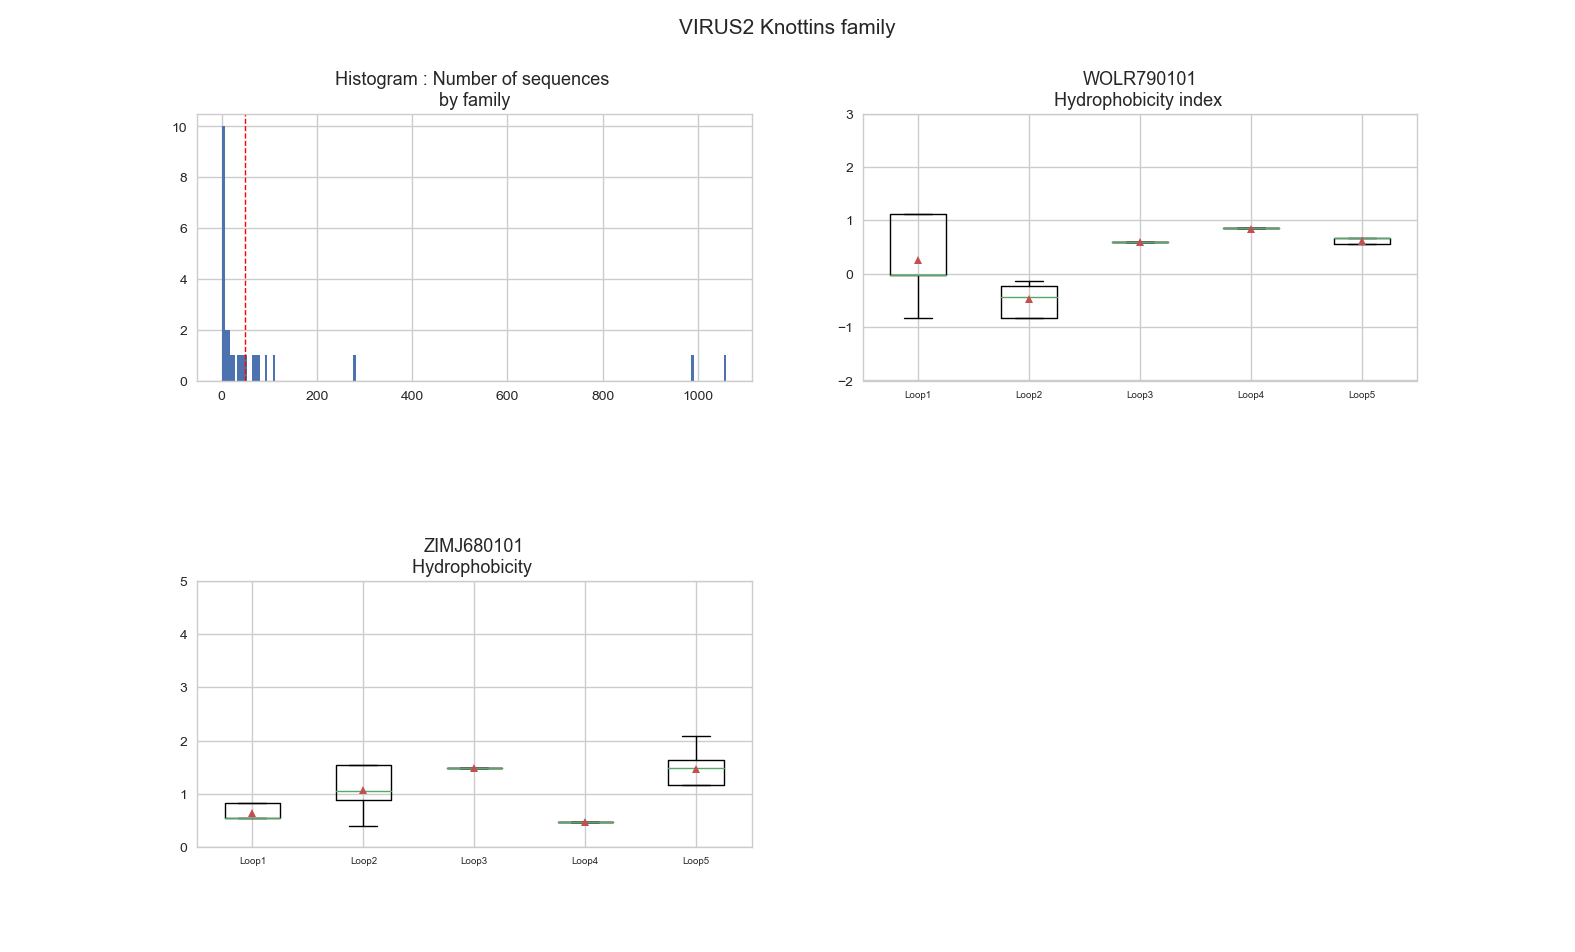 VIRUS2 Knottins family
Histogram : Number of sequences
by family
10
8
6
4
2
0
0 200 400 600 800 1000
WOLR790101
Hydrophobicity index
3
2
1
0
−1
−2
Loop1 Loop2 Loop3 Loop4 Loop5
ZIMJ680101
Hydrophobicity
5
4
3
2
1
0
Loop1 Loop2 Loop3 Loop4 Loop5